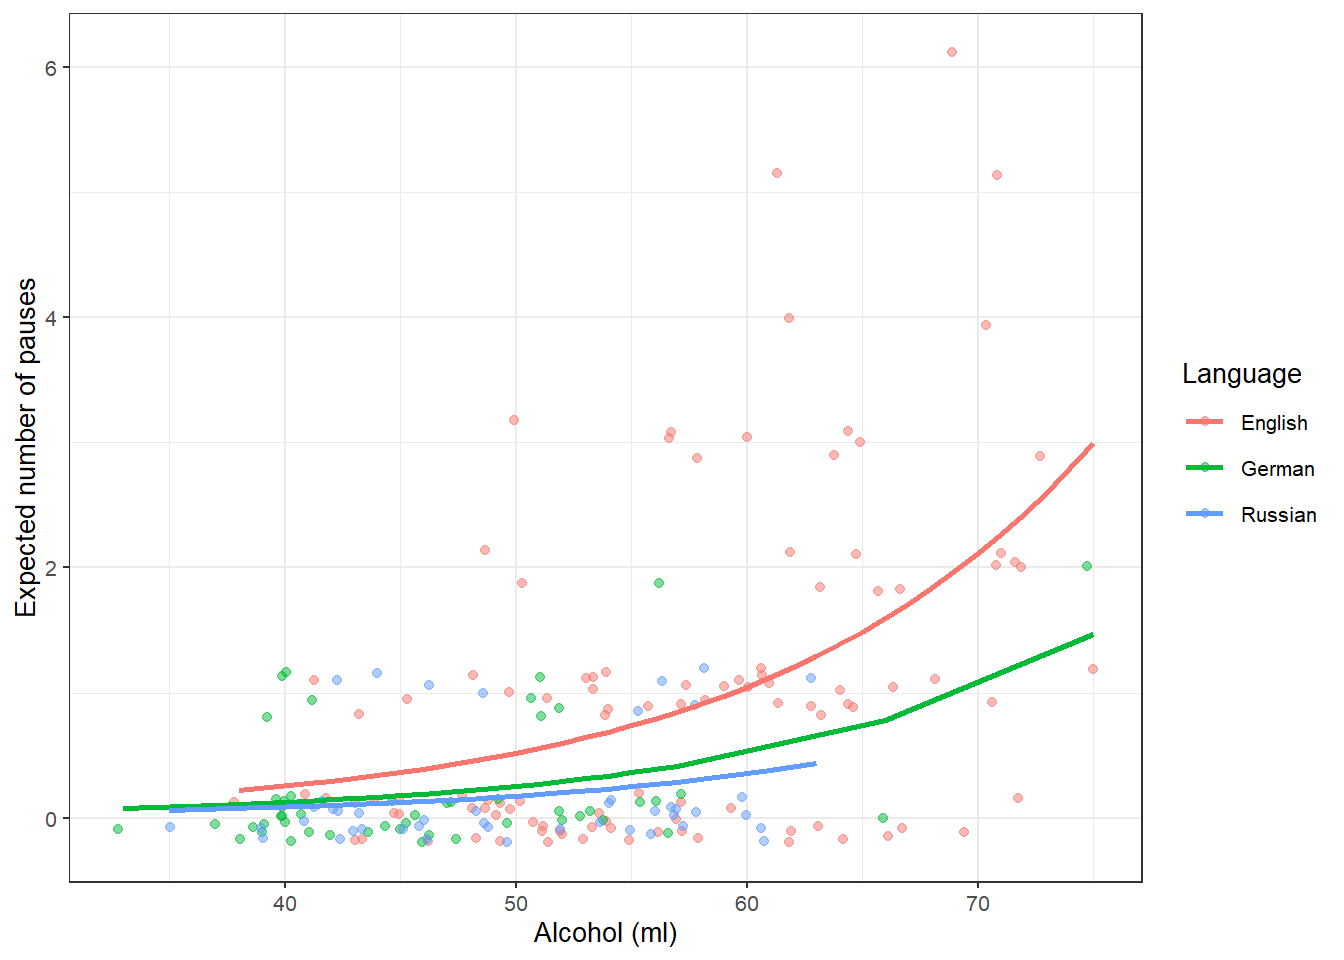 Expected number of pauses
6
4
2
0
40 50 60 70
Alcohol (ml)
Language
English
German
Russian